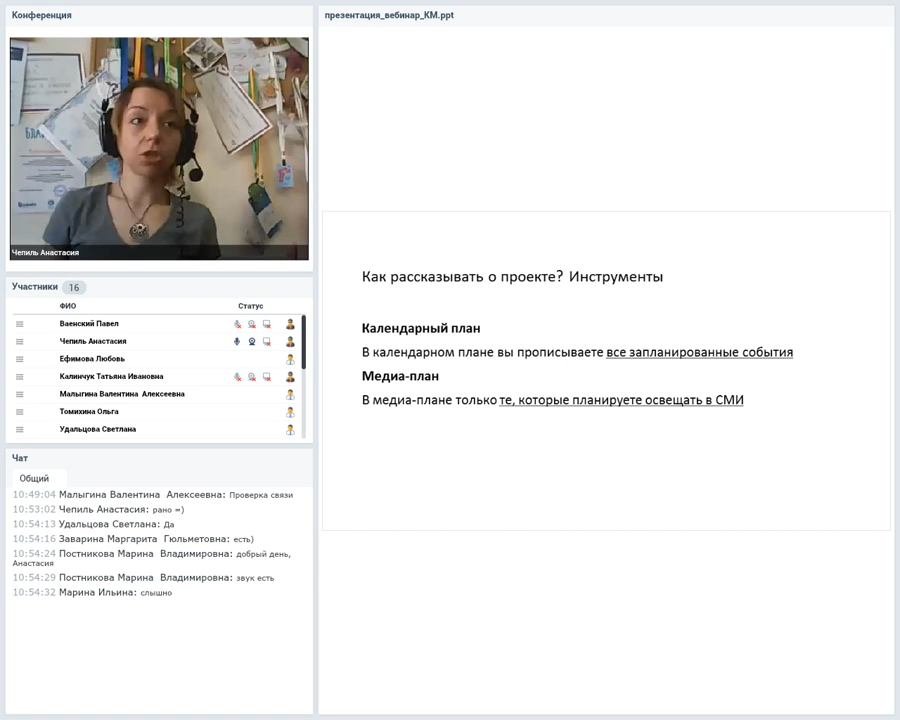 Конференция
Чепиль Анастасия
Участники 16
ФИО Статус
Ваенский Павел
Чепиль Анастасия
Ефимова Любовь
Калинчук Татьяна Ивановна
Малыгина Валентина Алексеевна
Томихина Ольга
Удальцова Светлана
Чат
Общий
10:49:04 Малыгина Валентина Алексеевна: Проверка связи
10:53:02 Чепиль Анастасия: рано =)
10:54:13 Удальцова Светлана: Да
10:54:16 Заварина Маргарита Гюльметовна: есть)
10:54:24 Постникова Марина Владимировна: добрый день,
Анастасия
10:54:29 Постникова Марина Владимировна: звук есть
10:54:32 Марина Ильина: слышно
презентация_вебинар_КМ.ppt
Как рассказывать о проекте? Инструменты
Календарный план
В календарном плане вы прописываете все запланированные события
Медиа-план
В медиа-плане только те, которые планируете освещать в СМИ